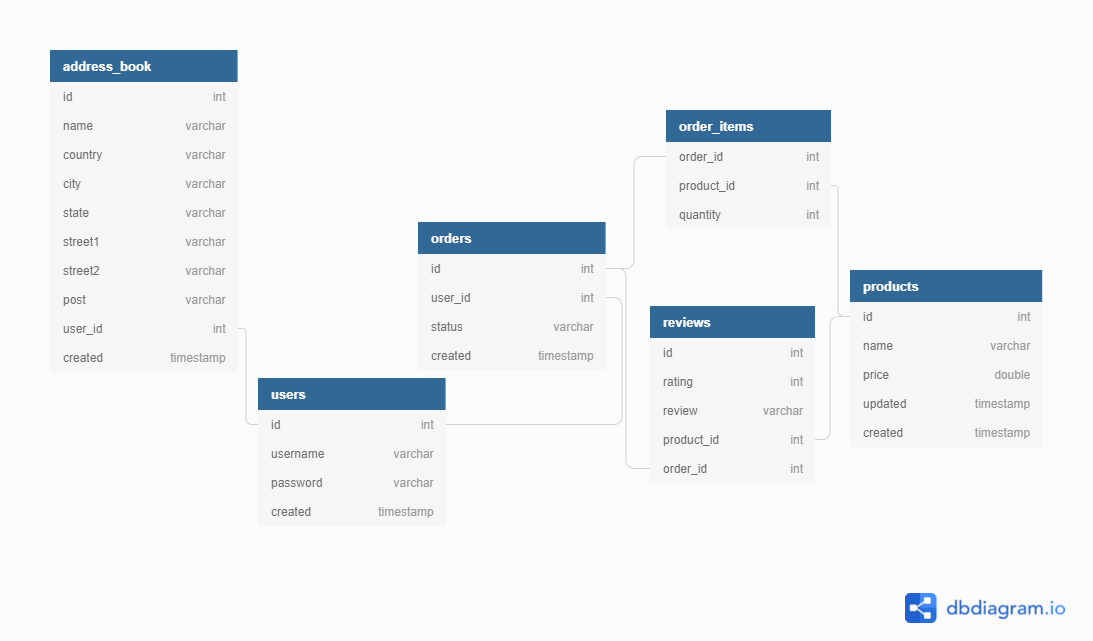 address_book
id int
name varchar
country varchar
city varchar
state varchar
street1 varchar
street2 varchar
post varchar
user_id int
created timestamp
users
id int
username varchar
password varchar
created timestamp
orders
id int
user_id int
status varchar
created timestamp
order_items
order_id int
product_id int
quantity int
reviews
id int
rating int
review varchar
product_id int
order_id int
products
id int
name varchar
price double
updated timestamp
created timestamp
dbdiagram.io